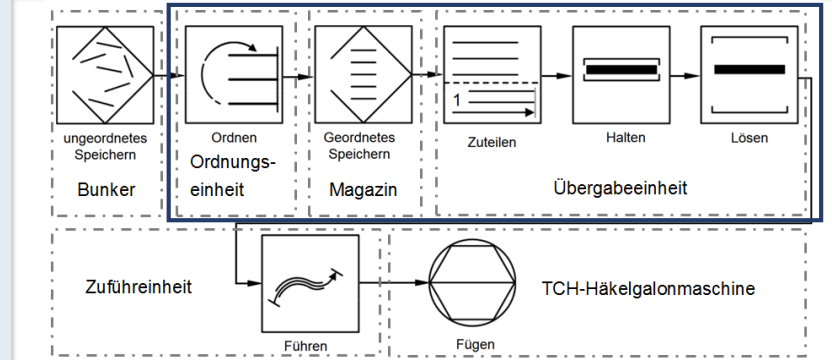 ungeordnetes
Speichern
Bunker
Ordnen
Ordnungs-
einheit
Geordnetes
Speichern
Magazin
1
Zuteilen
Halten
Lösen
Übergabeeinheit
Zuführeinheit
Führen
Fügen
TCH-Häkelgalonmaschine